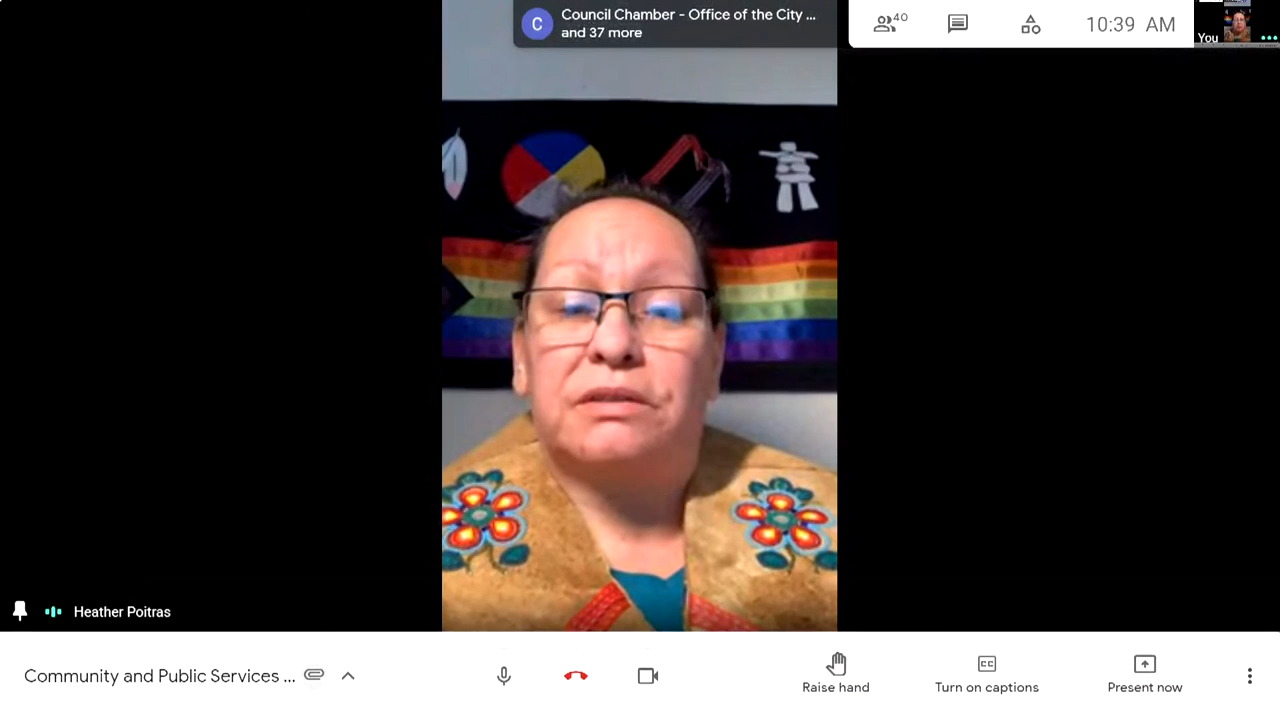 C
Council Chamber - Office of the City ...
and 37 more
40
10:39 AM
You
Heather Poitras
Community and Public Services ...
Raise hand
CC
Turn on captions
Present now